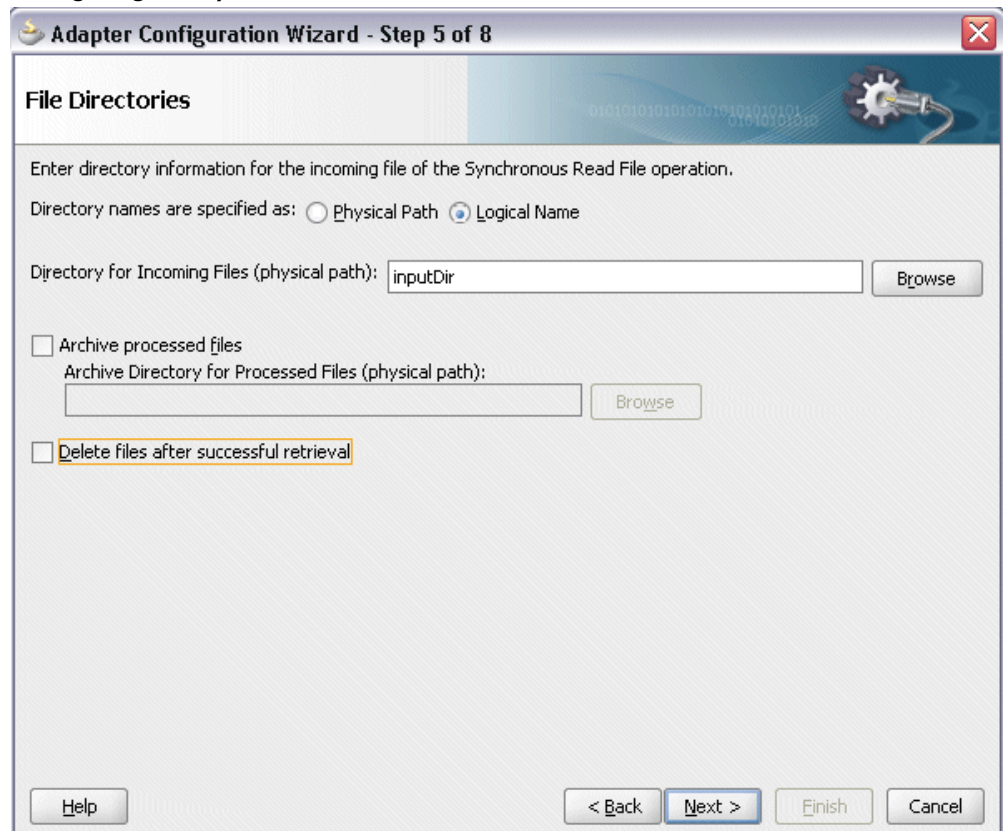 Adapter Configuration Wizard - Step 5 of 8
File Directories
Enter directory information for the incoming file of the Synchronous Read File operation.
Directory names are specified as: Physical Path Logical Name
Directory for Incoming Files (physical path): inputDir Browse
Archive processed files
Archive Directory for Processed Files (physical path):
Browse
Delete files after successful retrieval
Help < Back Next > Finish Cancel